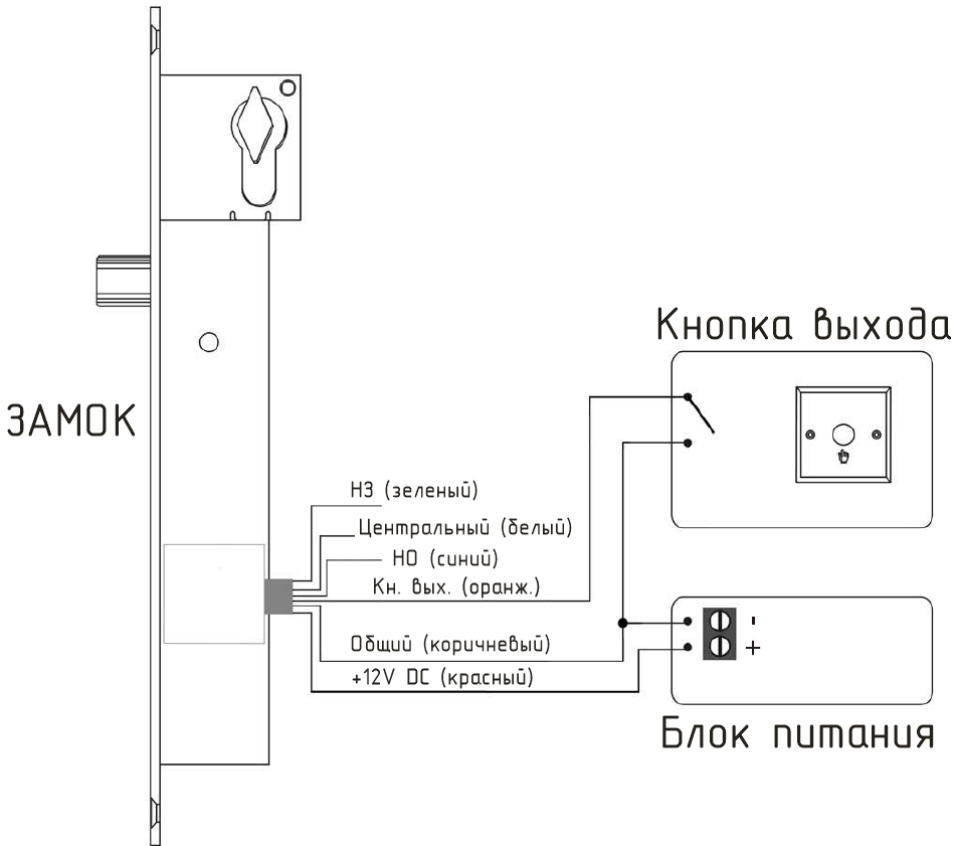 Кнопка выхода
ЗАМОК
НЗ (зеленый)
Центральный (белый)
НО (синий)
Кн. вых. (оранж.)
Общий (коричневый)
+12V DC (красный)
-
+
Блок питания